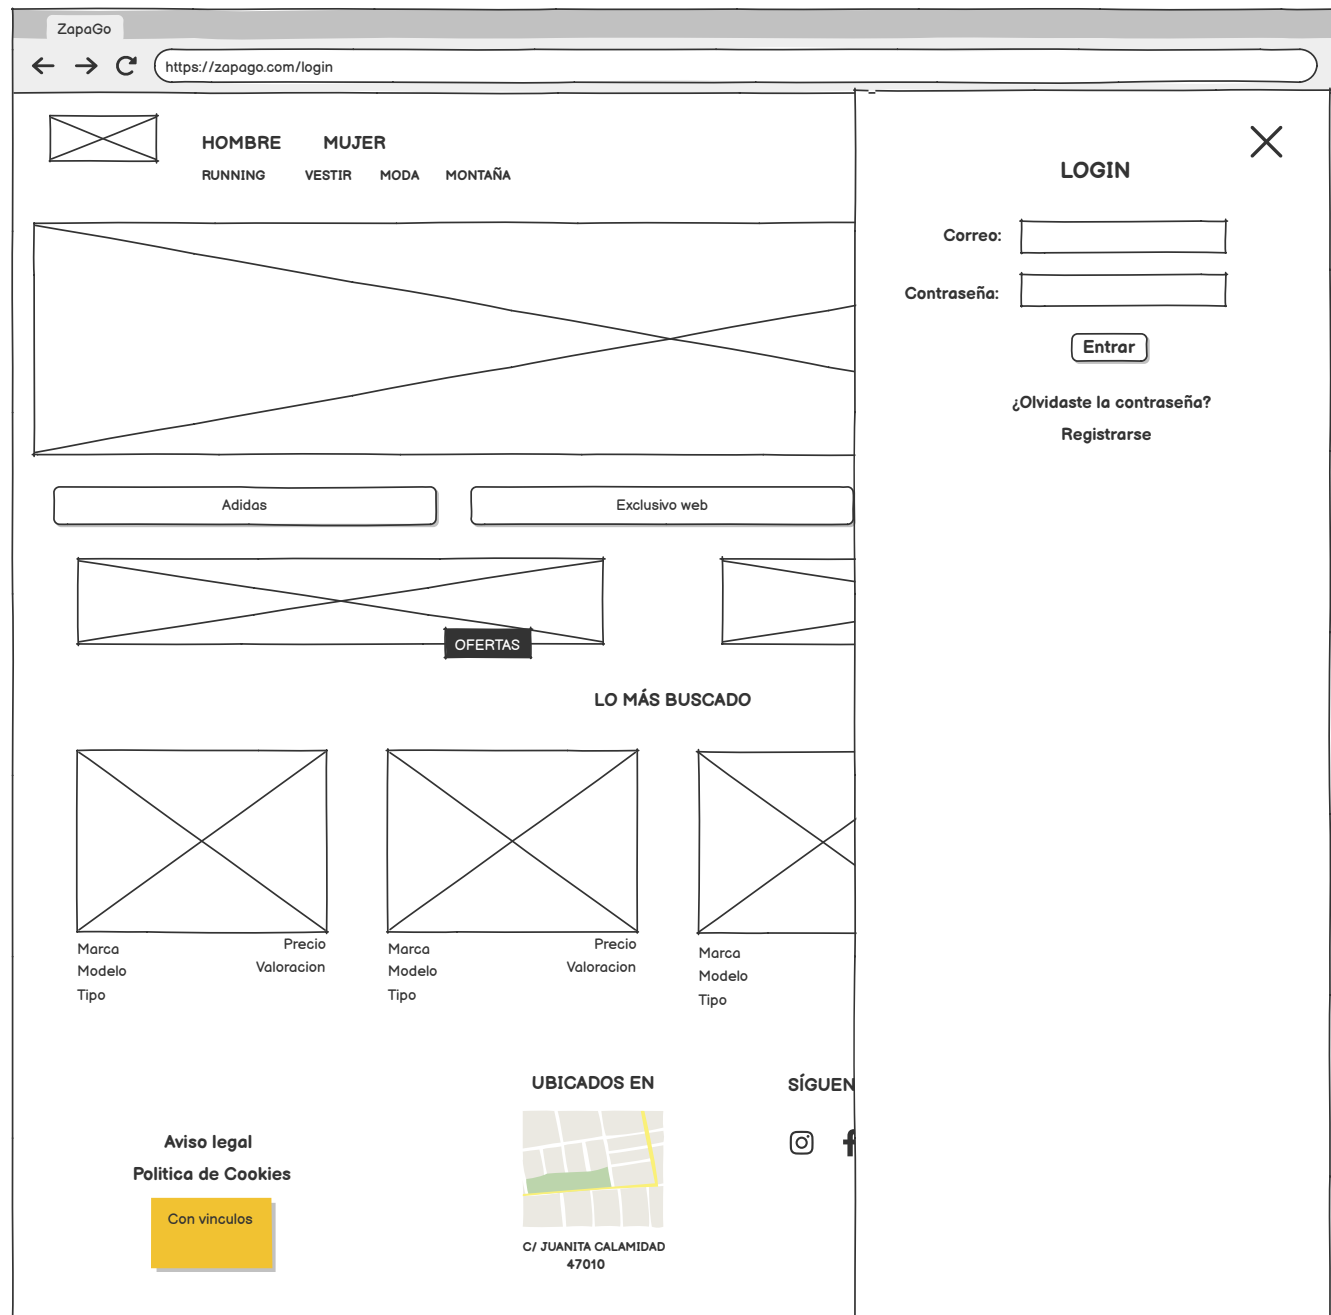 ZapaGo
https://zapago.com/login
HOMBRE MUJER
RUNNING VESTIR MODA MONTAÑA
LOGIN
Correo:
Contraseña:
Entrar
¿Olvidaste la contraseña?
Registrarse
Adidas Exclusivo web
OFERTAS
LO MÁS BUSCADO
Marca Precio
Modelo Valoracion
Tipo
Marca Precio
Modelo Valoracion
Tipo
Marca
Modelo
Tipo
Aviso legal
Politica de Cookies
Con vinculos
UBICADOS EN
C/ JUANITA CALAMIDAD
47010
SÍGUEN